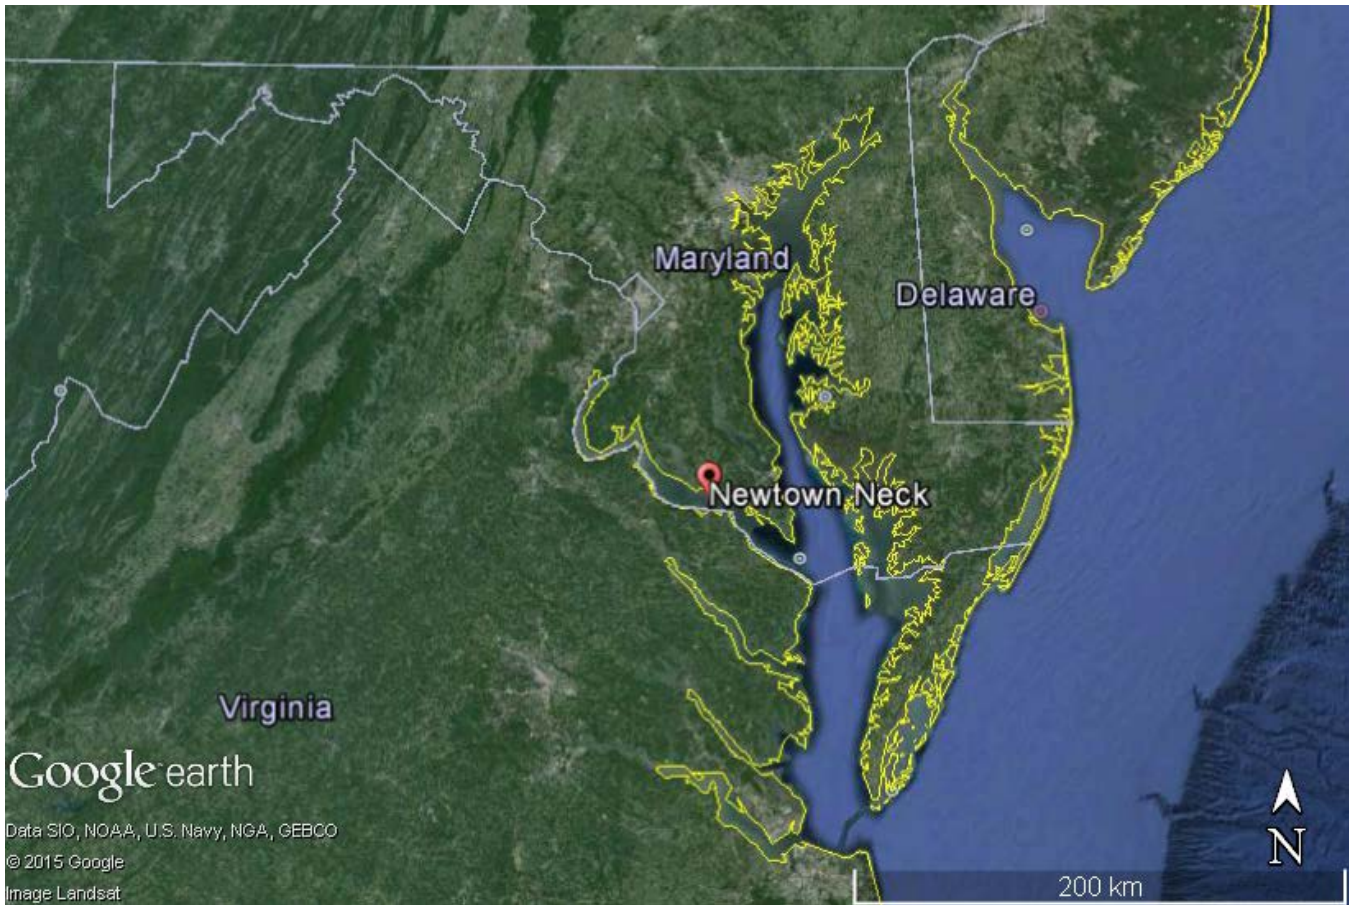 Maryland
Delaware
Newtown Neck
Virginia
Google earth
Data SIO, NOAA, U.S. Navy, NGA, GEBCO
© 2015 Google
Image Landsat
N
200 km